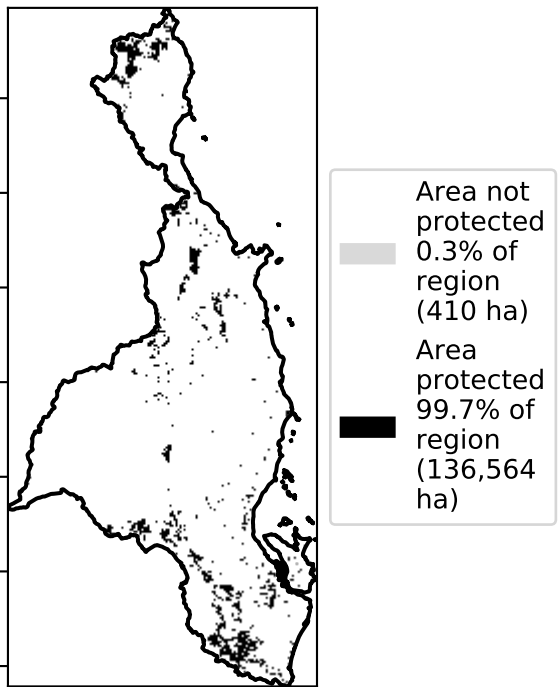 Area not
protected
0.3% of
region
(410 ha)
Area
protected
99.7% of
region
(136,564
ha)